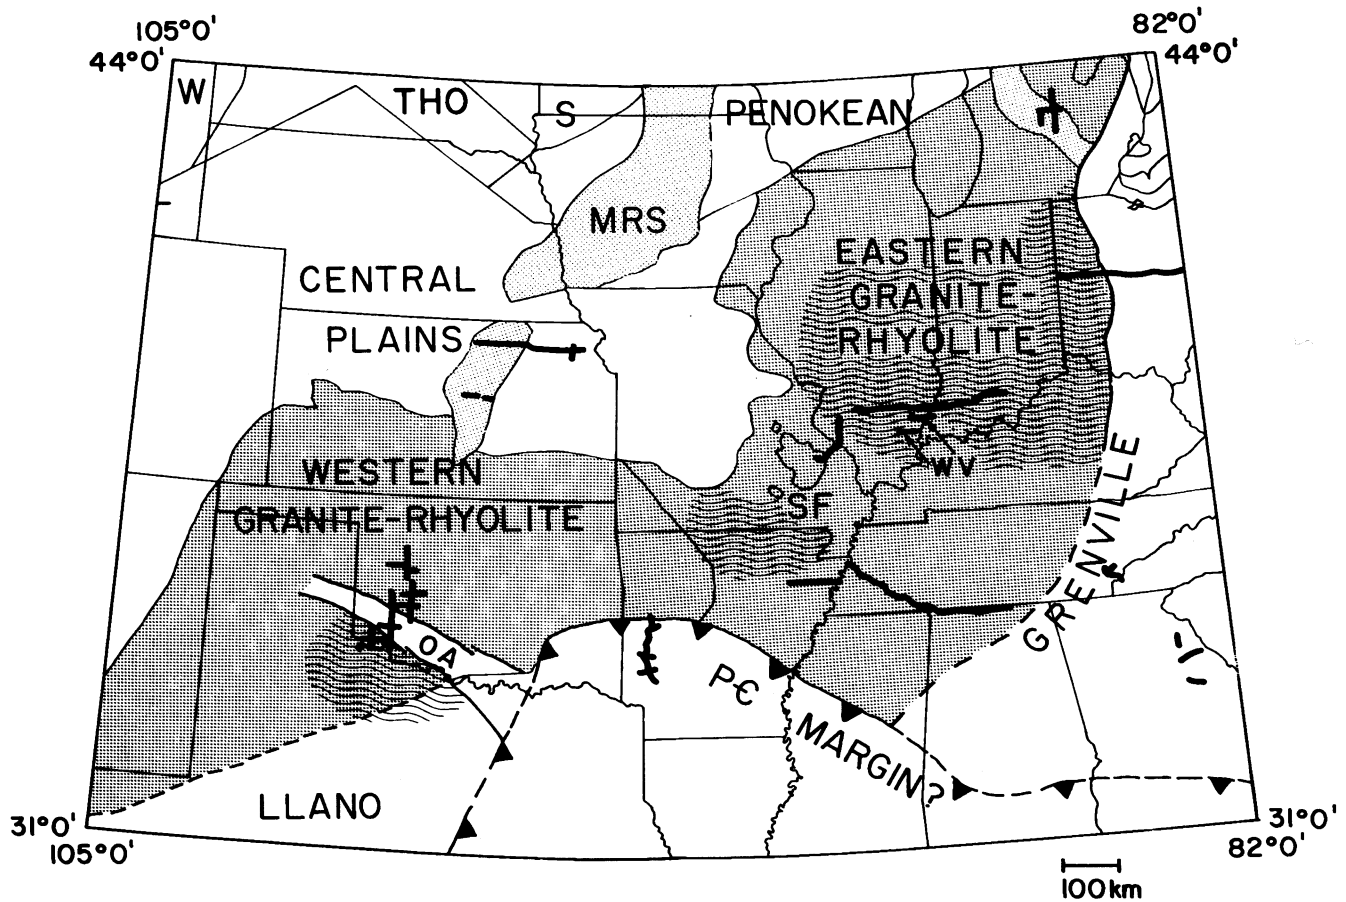 105°0'
82°0'
44°0'
44°0'
W
THO
S
PENOKEAN
MRS
EASTERN
GRANITE-
RHYOLITE
CENTRAL
PLAINS
WESTERN
GRANITE-RHYOLITE
WV
SF
GRENVILLE
OA
P€
MARGIN?
LLANO
31°0'
31°0'
105°0'
82°0'
100km